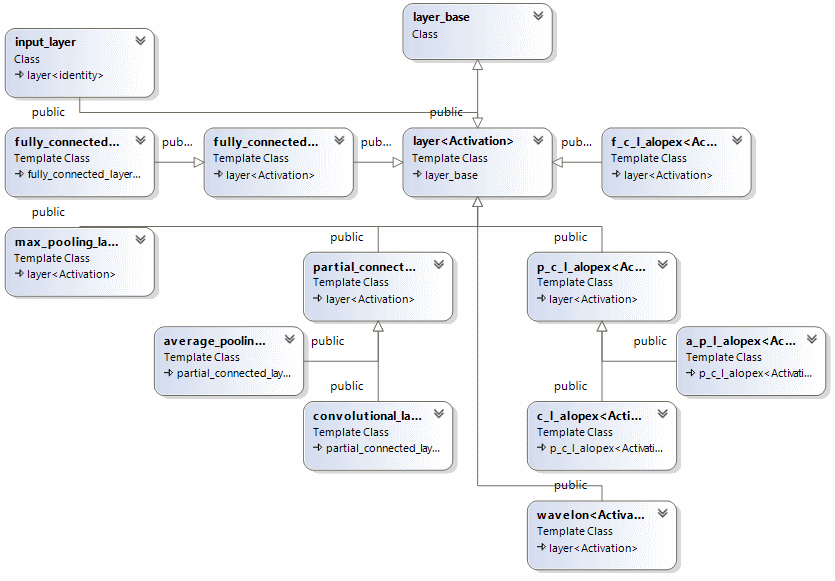 layer_base
Class
input_layer
Class
layer<identity>
public
public
fully_connected...
Template Class
fully_connected_layer...
pub...
fully_connected...
Template Class
layer<Activation>
pub...
layer<Activation>
Template Class
layer_base
pub...
f_c_l_alopex<Ac...
Template Class
layer<Activation>
public
max_pooling_la...
Template Class
layer<Activation>
public
public
partial_connect...
Template Class
layer<Activation>
p_c_l_alopex<Ac...
Template Class
layer<Activation>
average_poolin...
Template Class
partial_connected_lay...
public
public
a_p_l_alopex<Ac...
Template Class
p_c_l_alopex<Activati...
public
public
convolutional_la...
Template Class
partial_connected_lay...
c_l_alopex<Acti...
Template Class
p_c_l_alopex<Activati...
public
wavelon<Activa...
Template Class
layer<Activation>